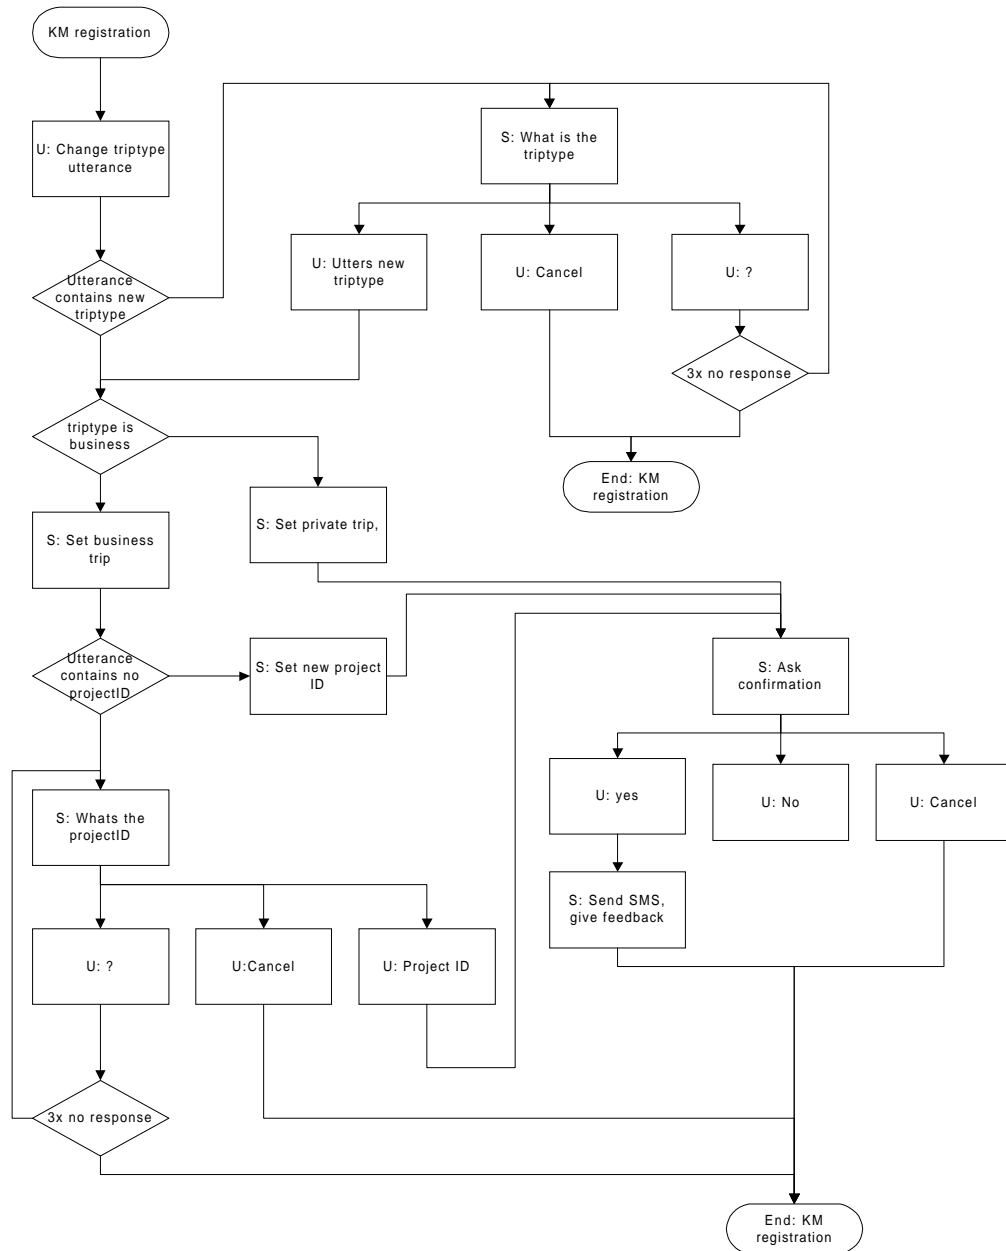 KM registration
U: Change triptype
utterance
S: What is the
triptype
Utterance
contains new
triptype
U: Utters new
triptype
U: Cancel
U: ?
3x no response
triptype is
business
End: KM
registration
S: Set business
trip
S: Set private trip,
Utterance
contains no
projectID
S: Set new project
ID
S: Ask
confirmation
U: yes
U: No
U: Cancel
S: Whats the
projectID
S: Send SMS,
give feedback
U: ?
U:Cancel
U: Project ID
3x no response
End: KM
registration